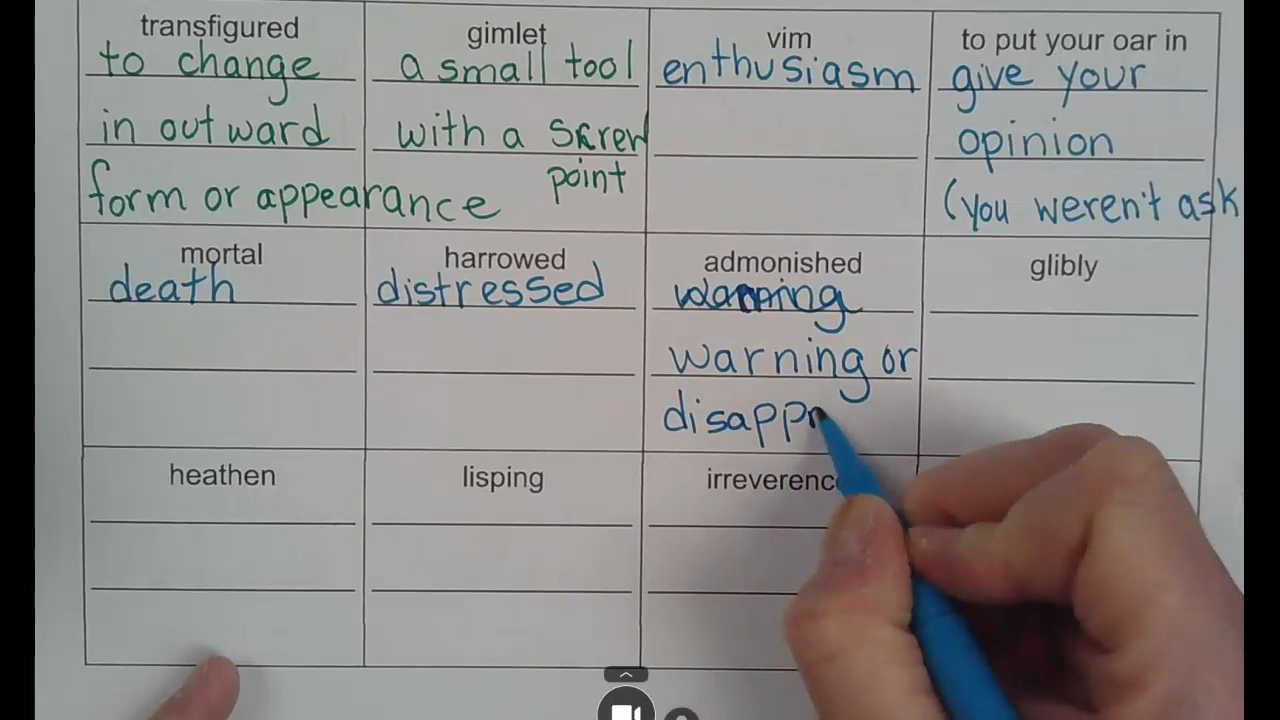 transfigured
to change
in outward
form or appearance
gimlet
a small tool
with a screw
point
vim
enthusiasm
to put your oar in
give your
opinion
(you weren't ask
mortal
death
harrowed
distressed
admonished
warning or
disappr
glibly
heathen
lisping
irreverenc